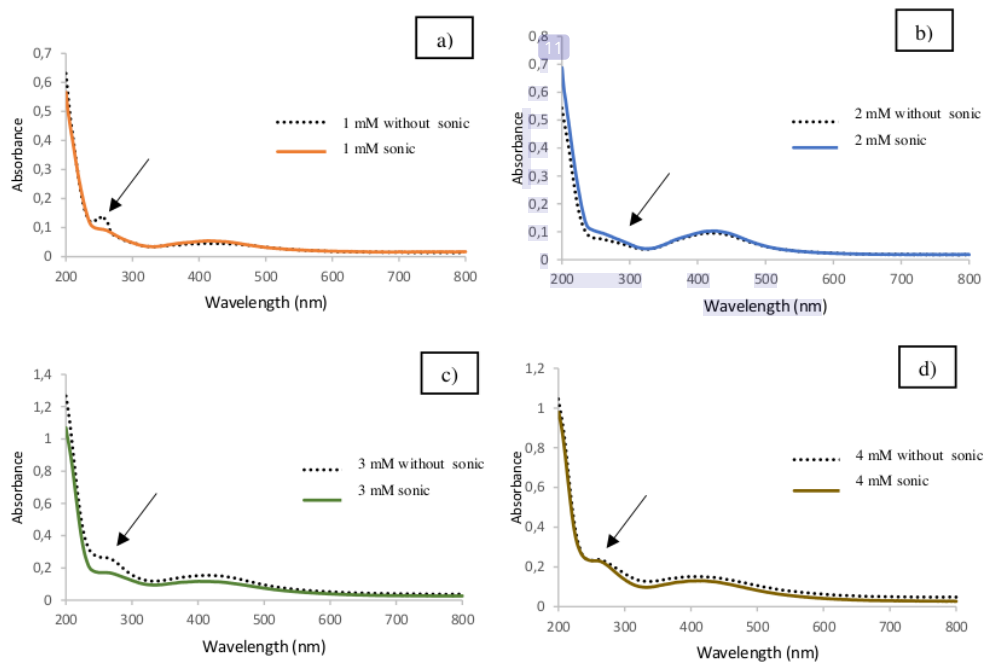 a)
0,7
0,6
0,5
0,4
0,3
0,2
0,1
0
Absorbance
1 mM without sonic
1 mM sonic
200 300 400 500 600 700 800
Wavelength (nm)
b)
0,8
11
0,7
0,6
0,5
0,4
0,3
0,2
0,1
0
Absorbance
2 mM without sonic
2 mM sonic
200 300 400 500 600 700 800
Wavelength (nm)
c)
1,4
1,2
1
0,8
0,6
0,4
0,2
0
Absorbance
3 mM without sonic
3 mM sonic
200 300 400 500 600 700 800
Wavelength (nm)
d)
1,2
1
0,8
0,6
0,4
0,2
0
Absorbance
4 mM without sonic
4 mM sonic
200 300 400 500 600 700 800
Wavelength (nm)